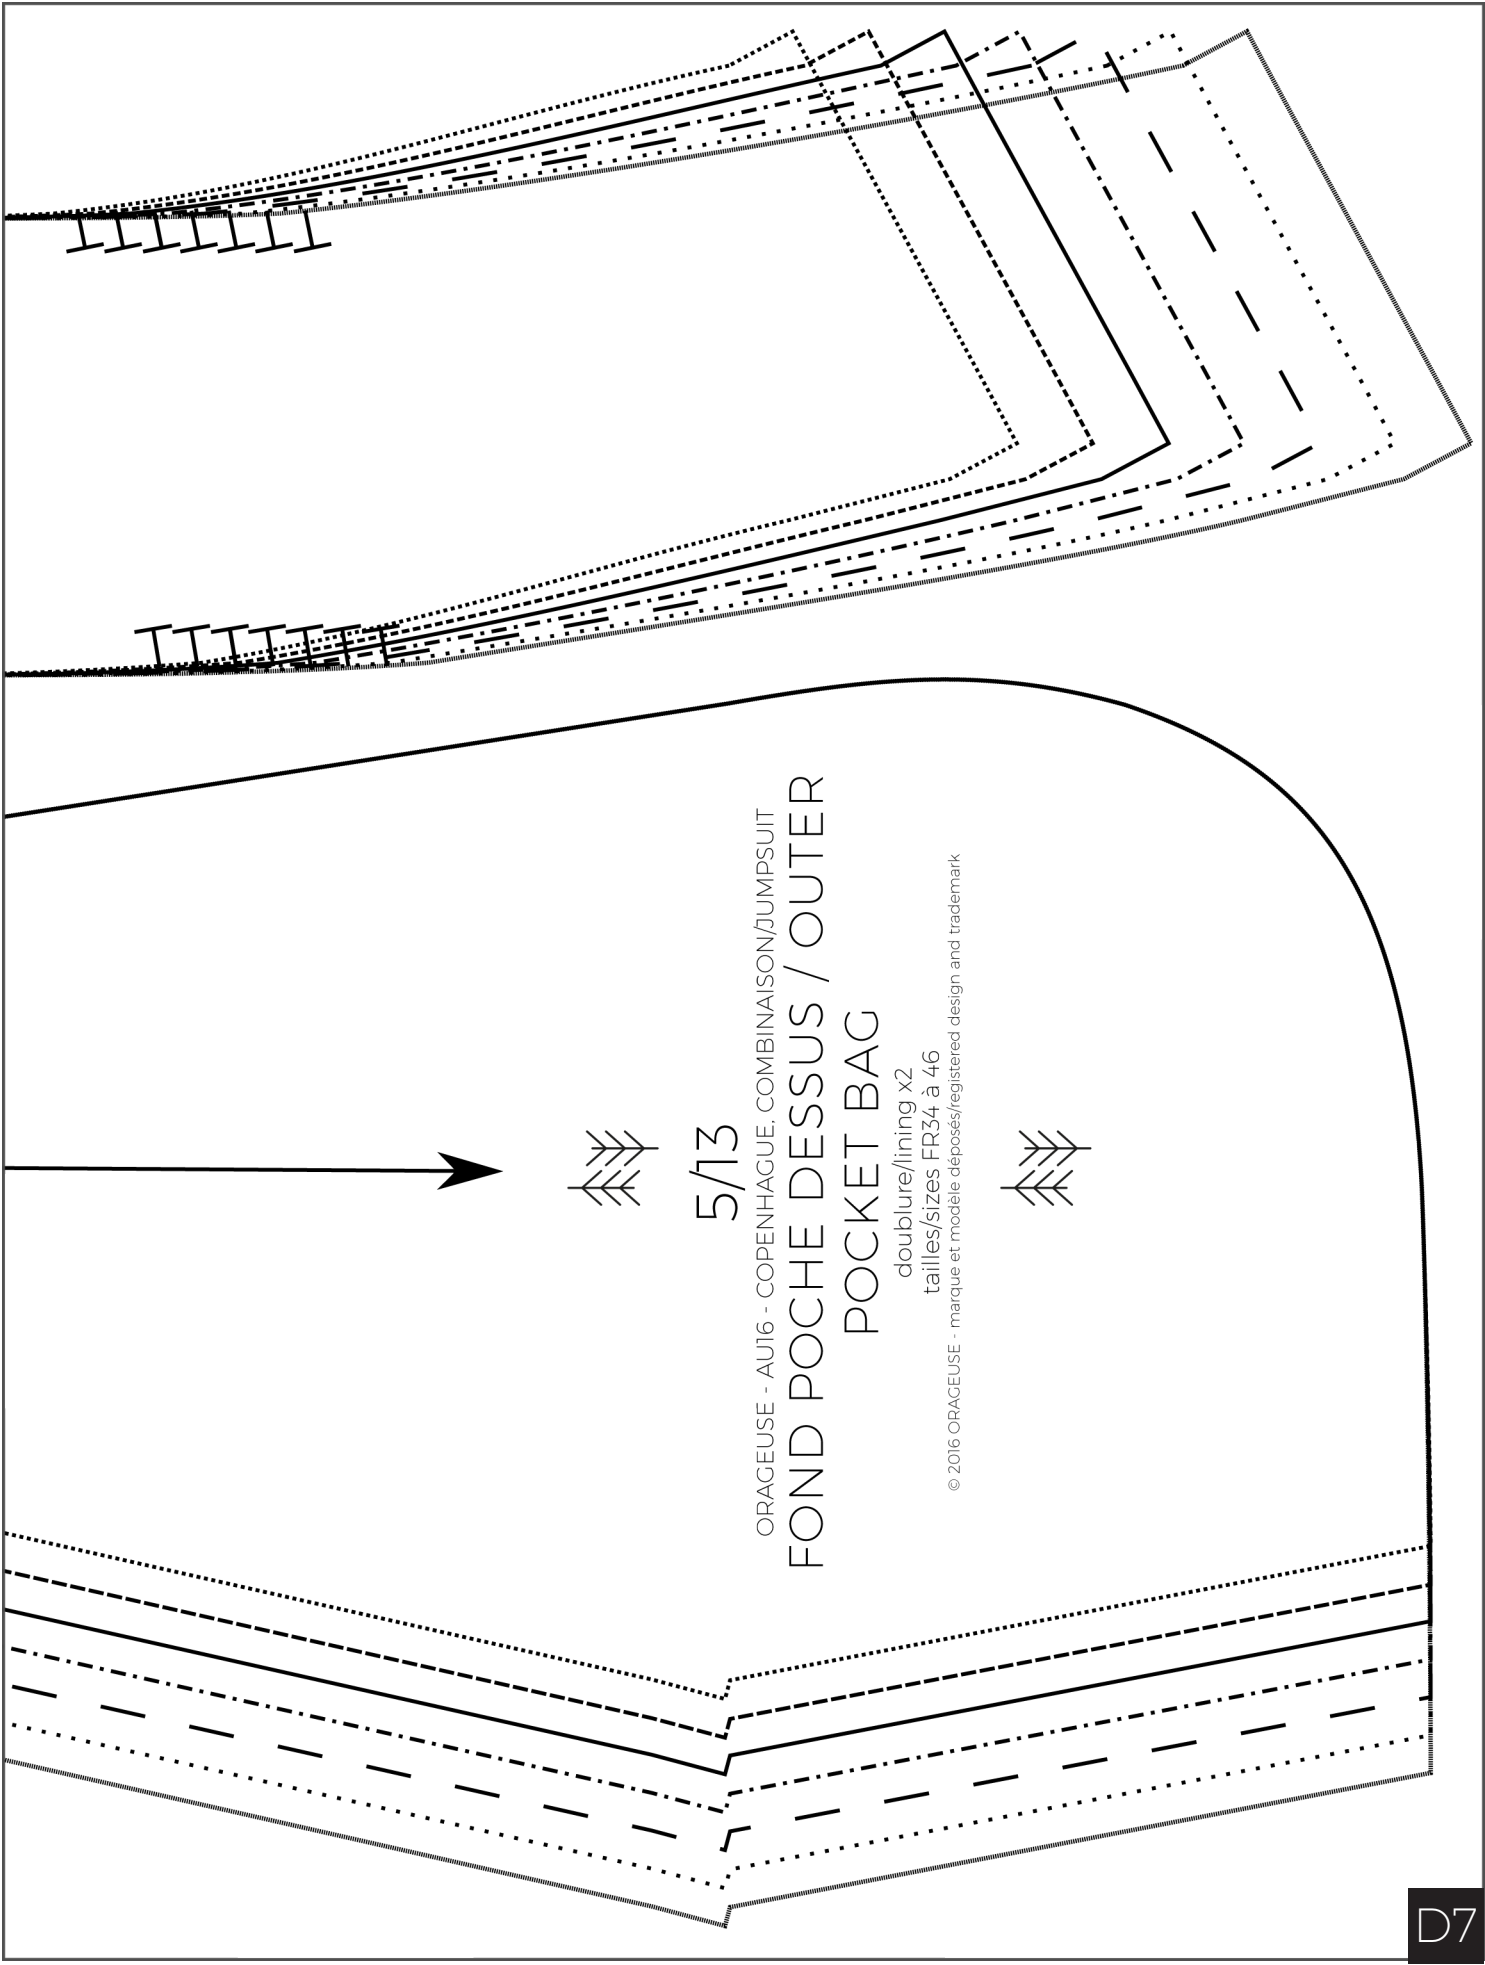 5/13
ORAGEUSE - AU16 - COPENHAGUE, COMBINAISON/JUMPSUIT
FOND POCHE DESSUS / OUTER
POCKET BAG
doublure/lining x2
tailles/sizes FR34 à 46
© 2016 ORAGEUSE - marque et modèle déposés/registered design and trademark
D7